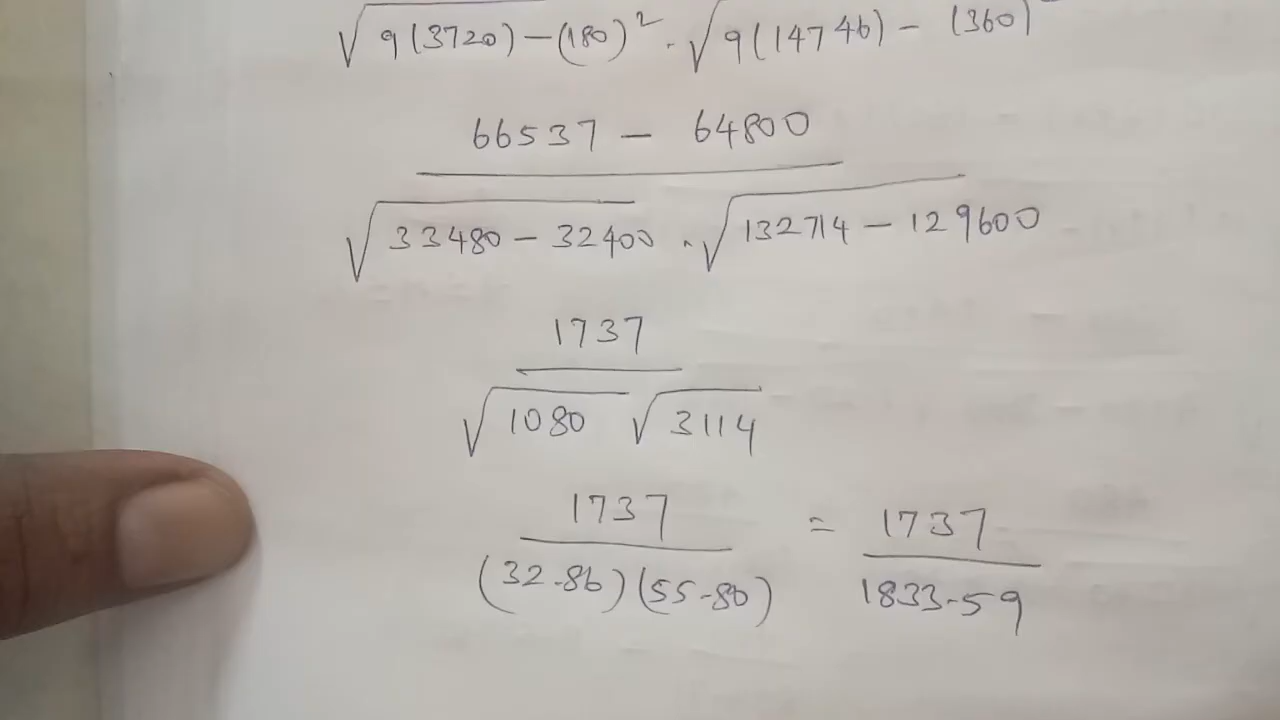 √9(3720) – (180)² · √9(14746) – (360)
66537 – 64800
√33480 – 32400 · √132714 – 129600
1737
√1080 √3114
1737 = 1737
(32.86) (55.80) 1833.59